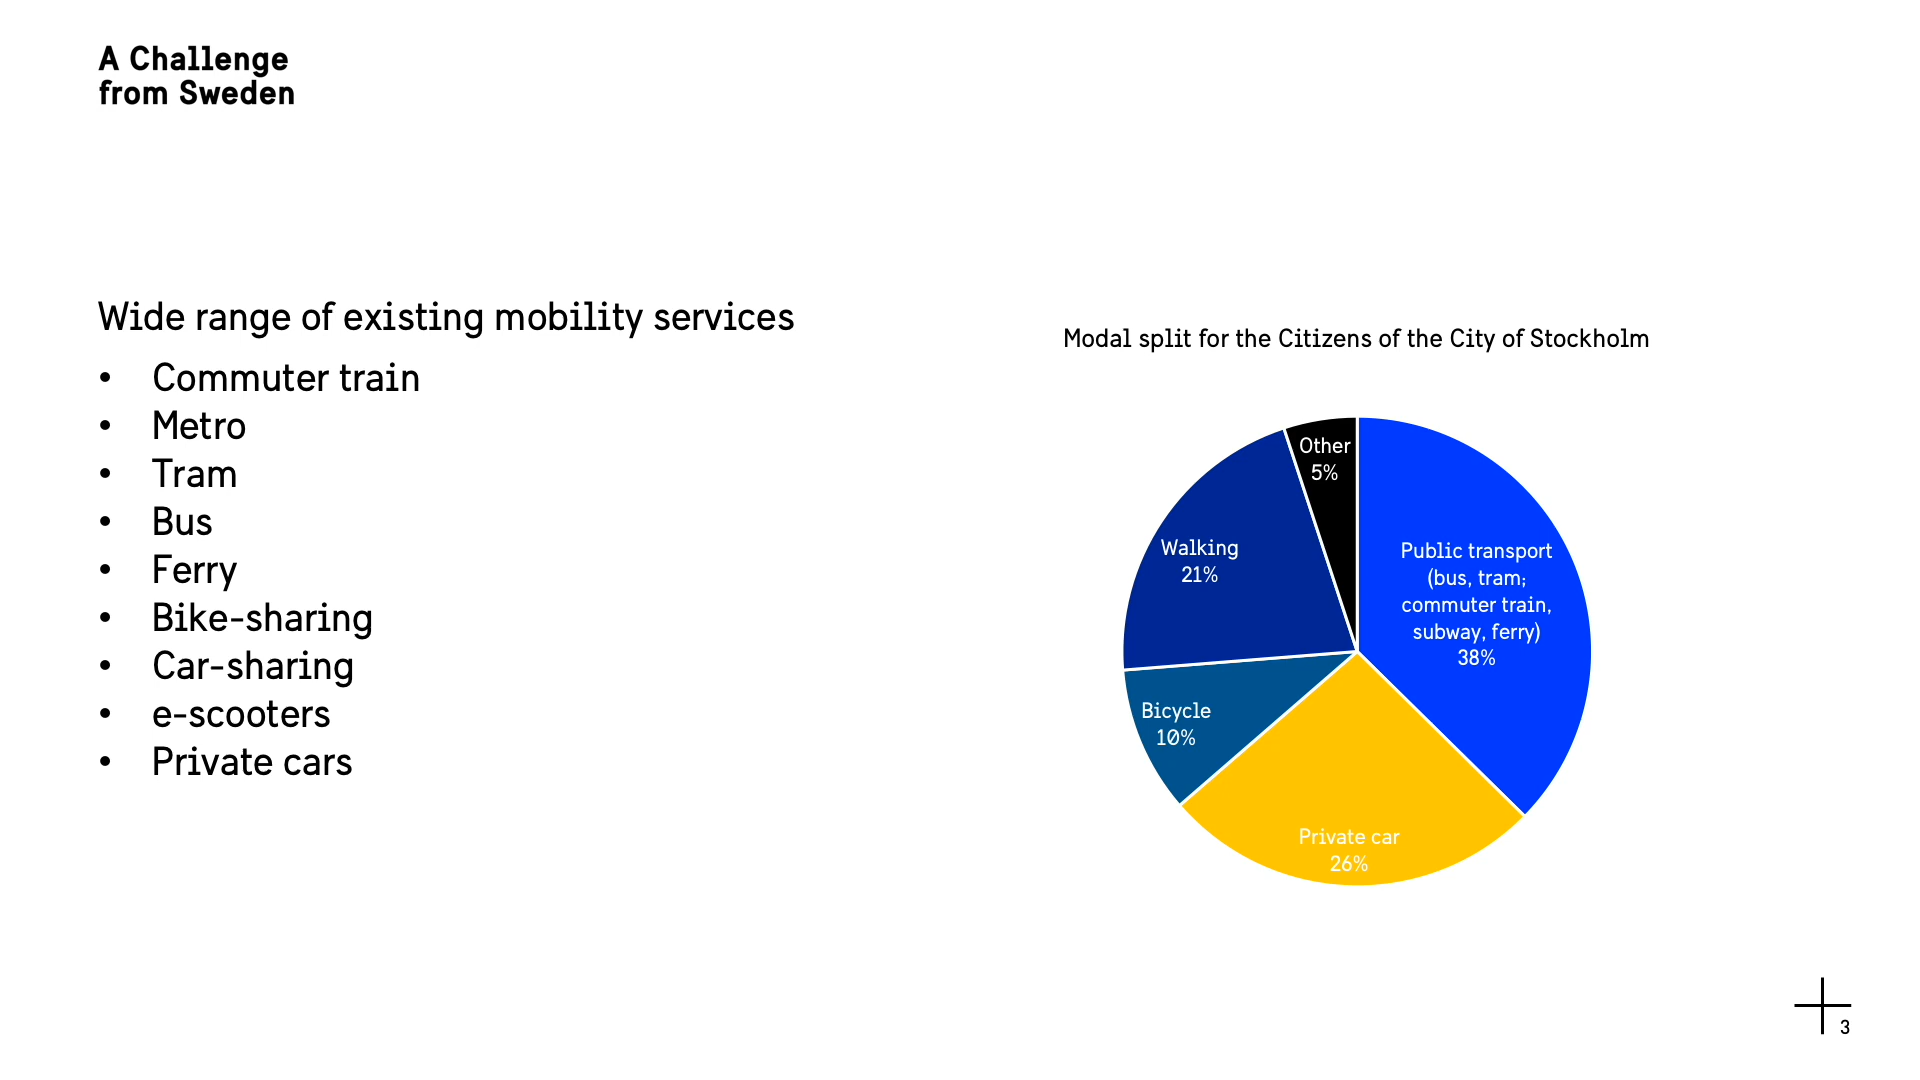 A Challenge
from Sweden
Wide range of existing mobility services
• Commuter train
• Metro
• Tram
• Bus
• Ferry
• Bike-sharing
• Car-sharing
• e-scooters
• Private cars
Modal split for the Citizens of the City of Stockholm
Other
5%
Public transport
(bus, tram;
commuter train,
subway, ferry)
38%
Walking
21%
Bicycle
10%
Private car
26%
3